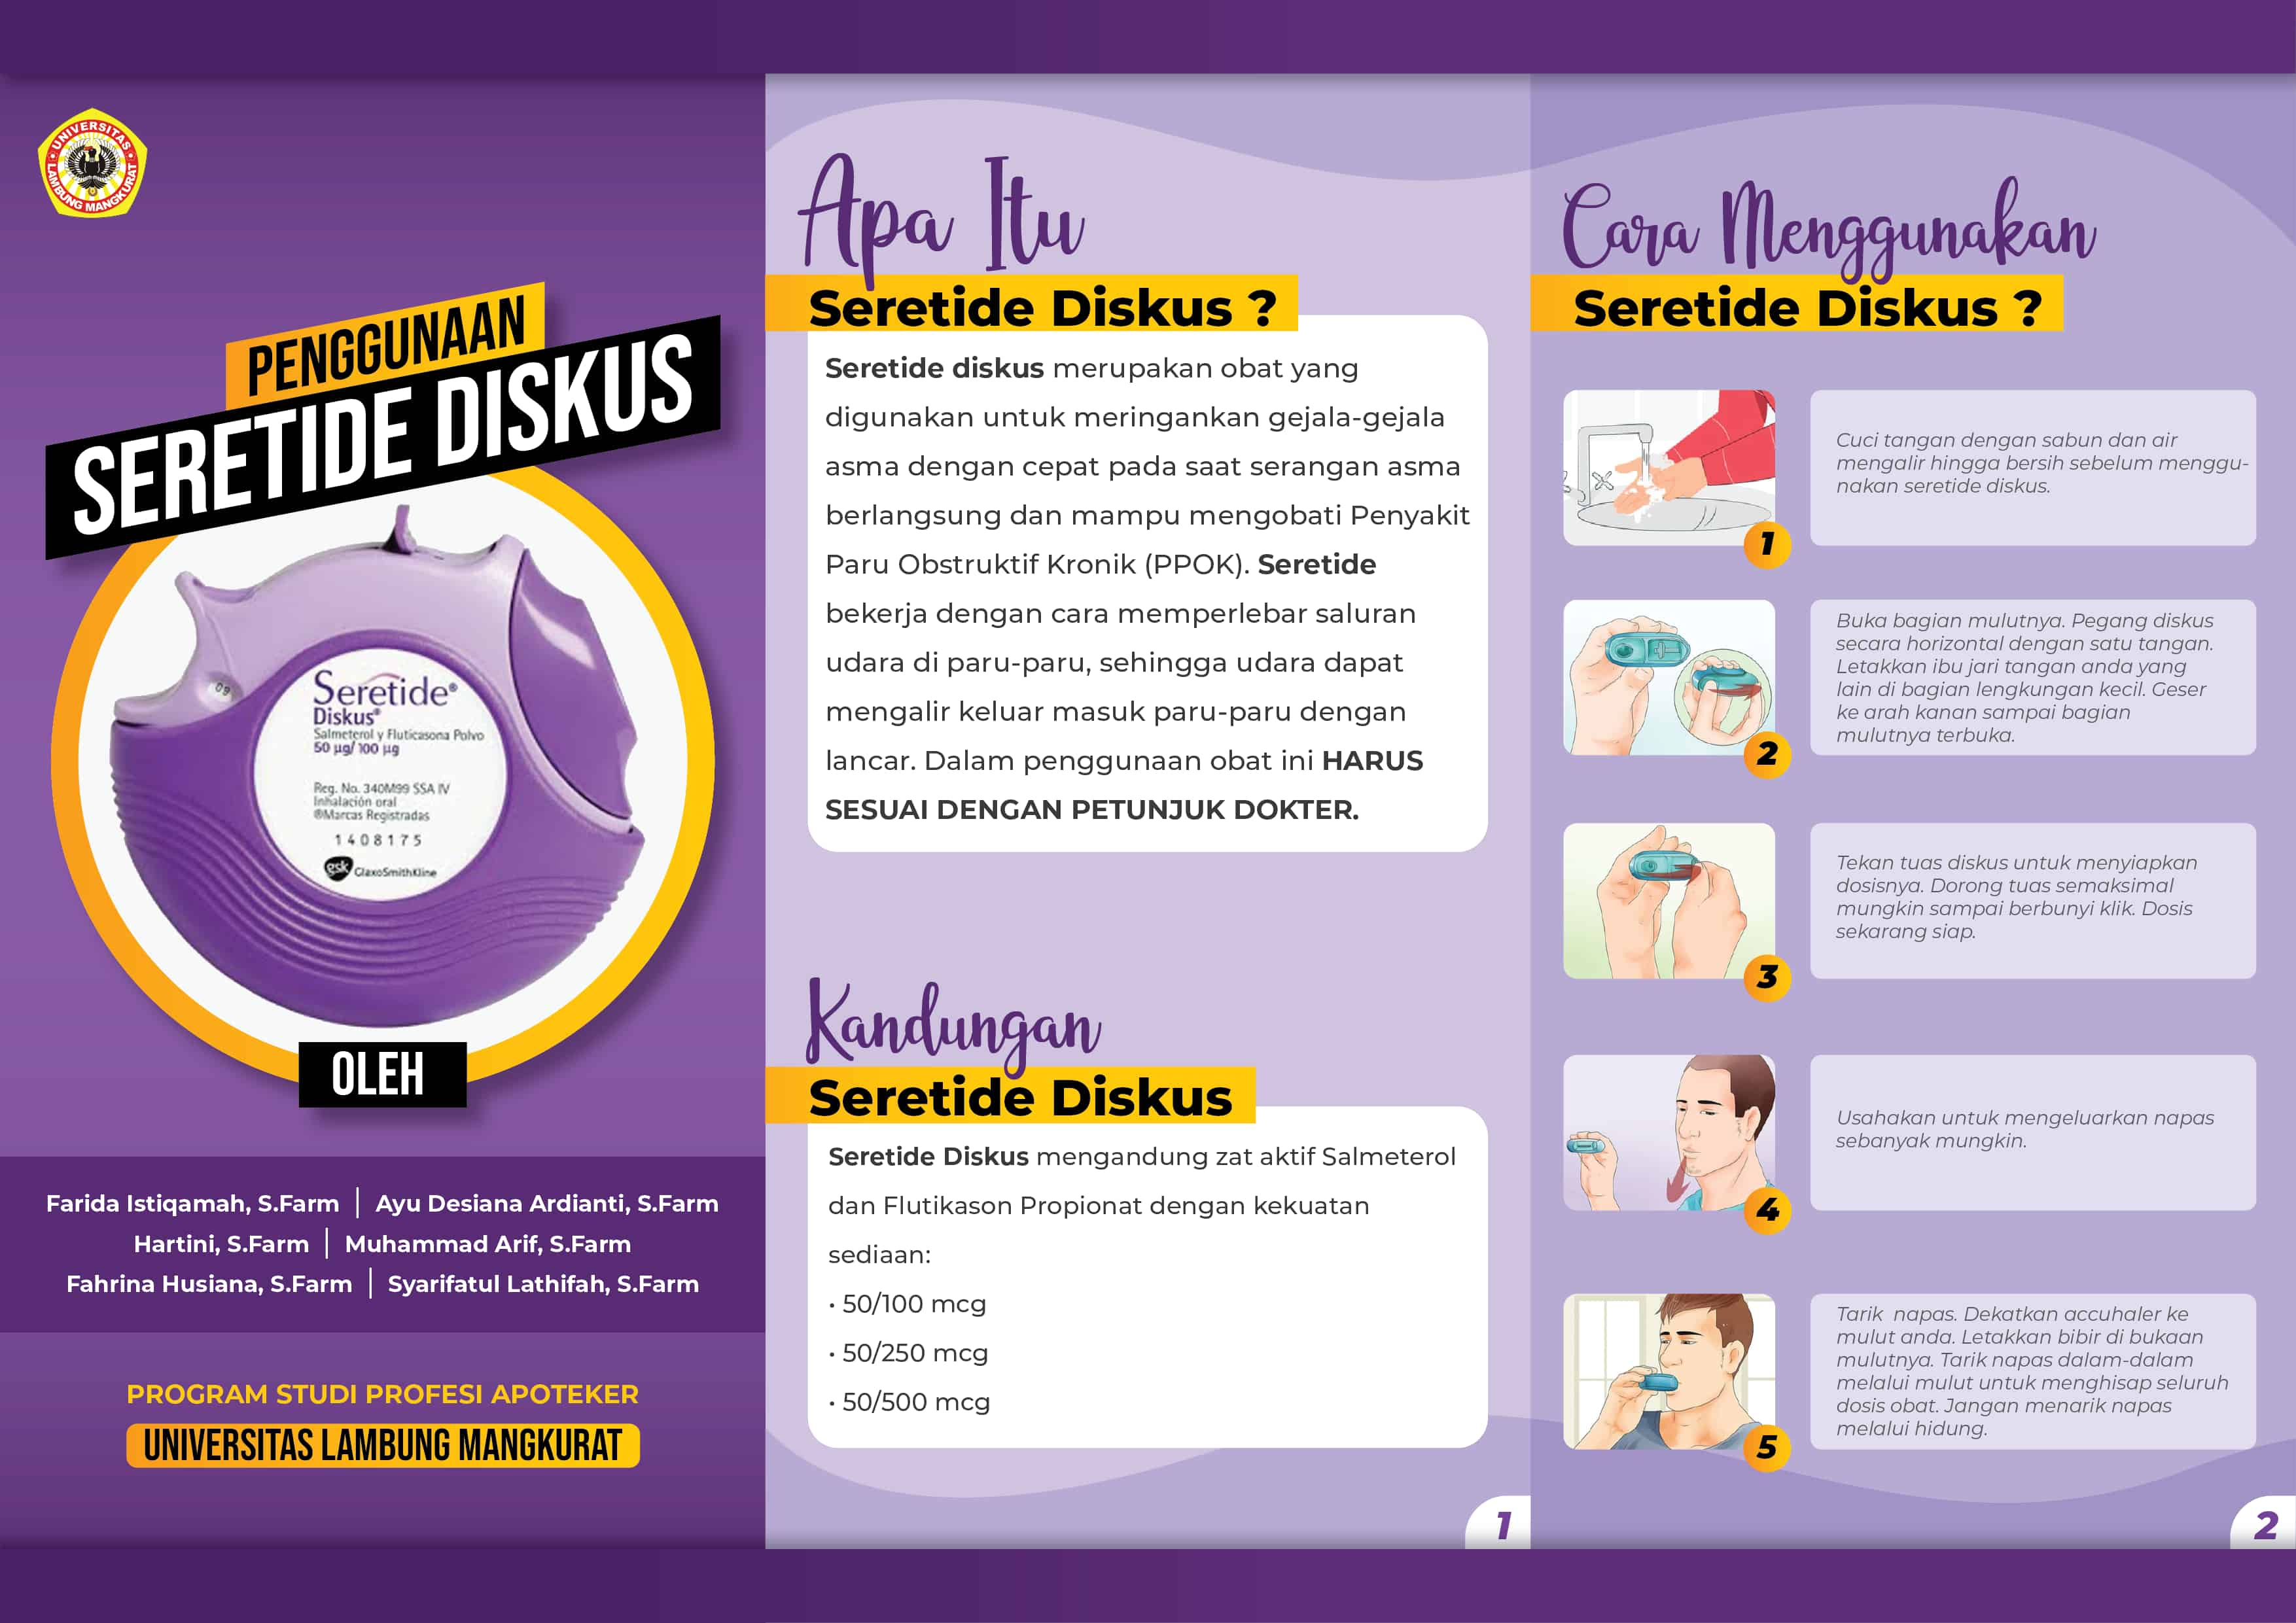 UNIVERSITAS
LAMBUNG MANGKURAT
PENGGUNAAN
SERETIDE DISKUS
09
Seretide®
Diskus®
Salmeterol y Fluticasona Polvo
50 µg/ 100 µg
Reg. No. 340M99 SSA IV
Inhalación oral
®Marcas Registradas
1408175
gsk GlaxoSmithKline
OLEH
Farida Istiqamah, S.Farm | Ayu Desiana Ardianti, S.Farm
Hartini, S.Farm | Muhammad Arif, S.Farm
Fahrina Husiana, S.Farm | Syarifatul Lathifah, S.Farm
PROGRAM STUDI PROFESI APOTEKER
UNIVERSITAS LAMBUNG MANGKURAT
Apa Itu
Seretide Diskus ?
Seretide diskus merupakan obat yang
digunakan untuk meringankan gejala-gejala
asma dengan cepat pada saat serangan asma
berlangsung dan mampu mengobati Penyakit
Paru Obstruktif Kronik (PPOK). Seretide
bekerja dengan cara memperlebar saluran
udara di paru-paru, sehingga udara dapat
mengalir keluar masuk paru-paru dengan
lancar. Dalam penggunaan obat ini HARUS
SESUAI DENGAN PETUNJUK DOKTER.
Kandungan
Seretide Diskus
Seretide Diskus mengandung zat aktif Salmeterol
dan Flutikason Propionat dengan kekuatan
sediaan:
• 50/100 mcg
• 50/250 mcg
• 50/500 mcg
1
Cara Menggunakan
Seretide Diskus ?
1
Cuci tangan dengan sabun dan air
mengalir hingga bersih sebelum menggu-
nakan seretide diskus.
2
Buka bagian mulutnya. Pegang diskus
secara horizontal dengan satu tangan.
Letakkan ibu jari tangan anda yang
lain di bagian lengkungan kecil. Geser
ke arah kanan sampai bagian
mulutnya terbuka.
3
Tekan tuas diskus untuk menyiapkan
dosisnya. Dorong tuas semaksimal
mungkin sampai berbunyi klik. Dosis
sekarang siap.
4
Usahakan untuk mengeluarkan napas
sebanyak mungkin.
5
Tarik napas. Dekatkan accuhaler ke
mulut anda. Letakkan bibir di bukaan
mulutnya. Tarik napas dalam-dalam
melalui mulut untuk menghisap seluruh
dosis obat. Jangan menarik napas
melalui hidung.
2